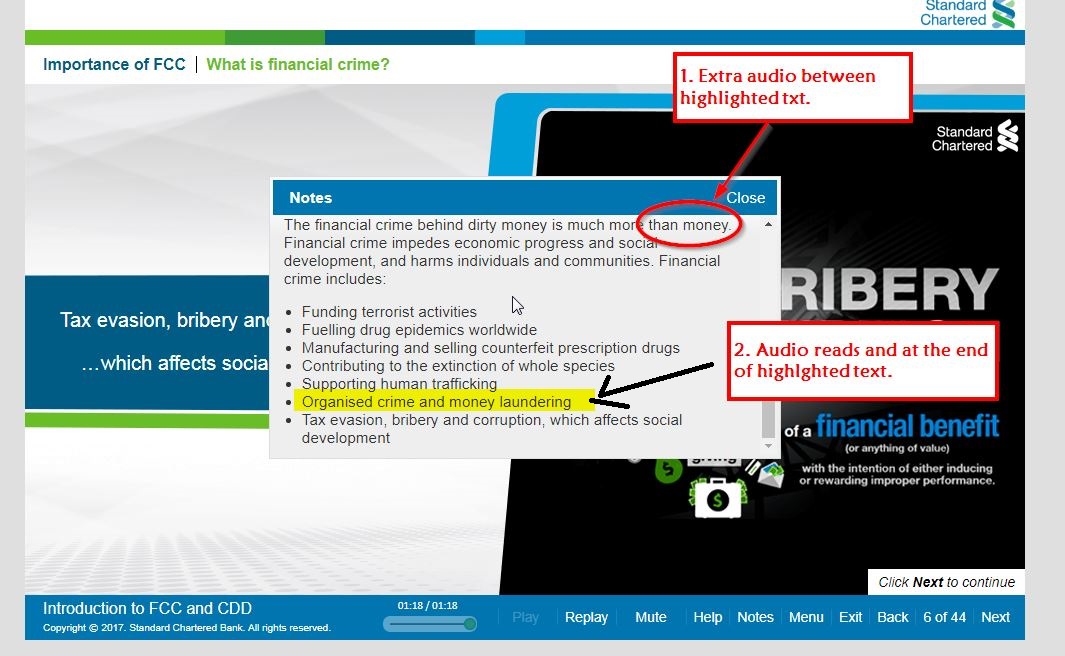 Standard
Chartered
Importance of FCC | What is financial crime?
1. Extra audio between
highlighted txt.
Standard
Chartered
Notes
Close
The financial crime behind dirty money is much more than money.
Financial crime impedes economic progress and social
development, and harms individuals and communities. Financial
crime includes:
• Funding terrorist activities
• Fuelling drug epidemics worldwide
• Manufacturing and selling counterfeit prescription drugs
• Contributing to the extinction of whole species
• Supporting human trafficking
• Organised crime and money laundering
• Tax evasion, bribery and corruption, which affects social
development
Tax evasion, bribery and
…which affects socia
RIBERY
2. Audio reads and at the end
of highlghted text.
of a financial benefit
(or anything of value)
giving
with the intention of either inducing
or rewarding improper performance.
Click Next to continue
Introduction to FCC and CDD
Copyright © 2017. Standard Chartered Bank. All rights reserved.
01:18 / 01:18
Play Replay Mute Help Notes Menu Exit Back 6 of 44 Next